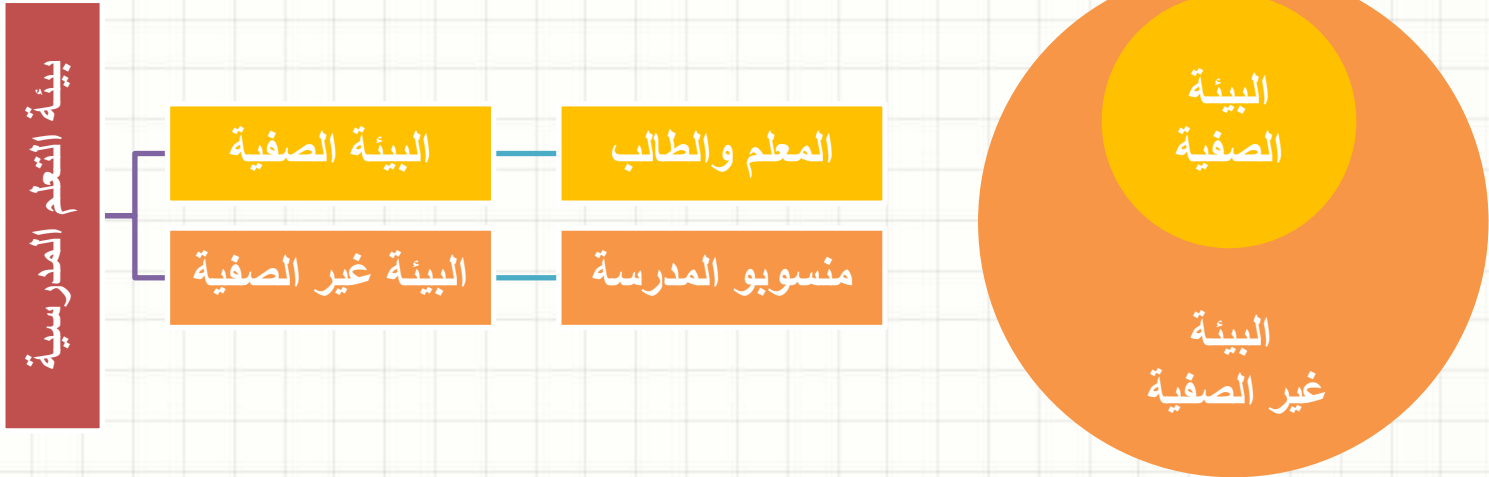 بيئة التعلم المدرسية
البيئة الصفية
المعلم والطالب
البيئة غير الصفية
منسوبو المدرسة
البيئة
الصفية
البيئة
غير الصفية